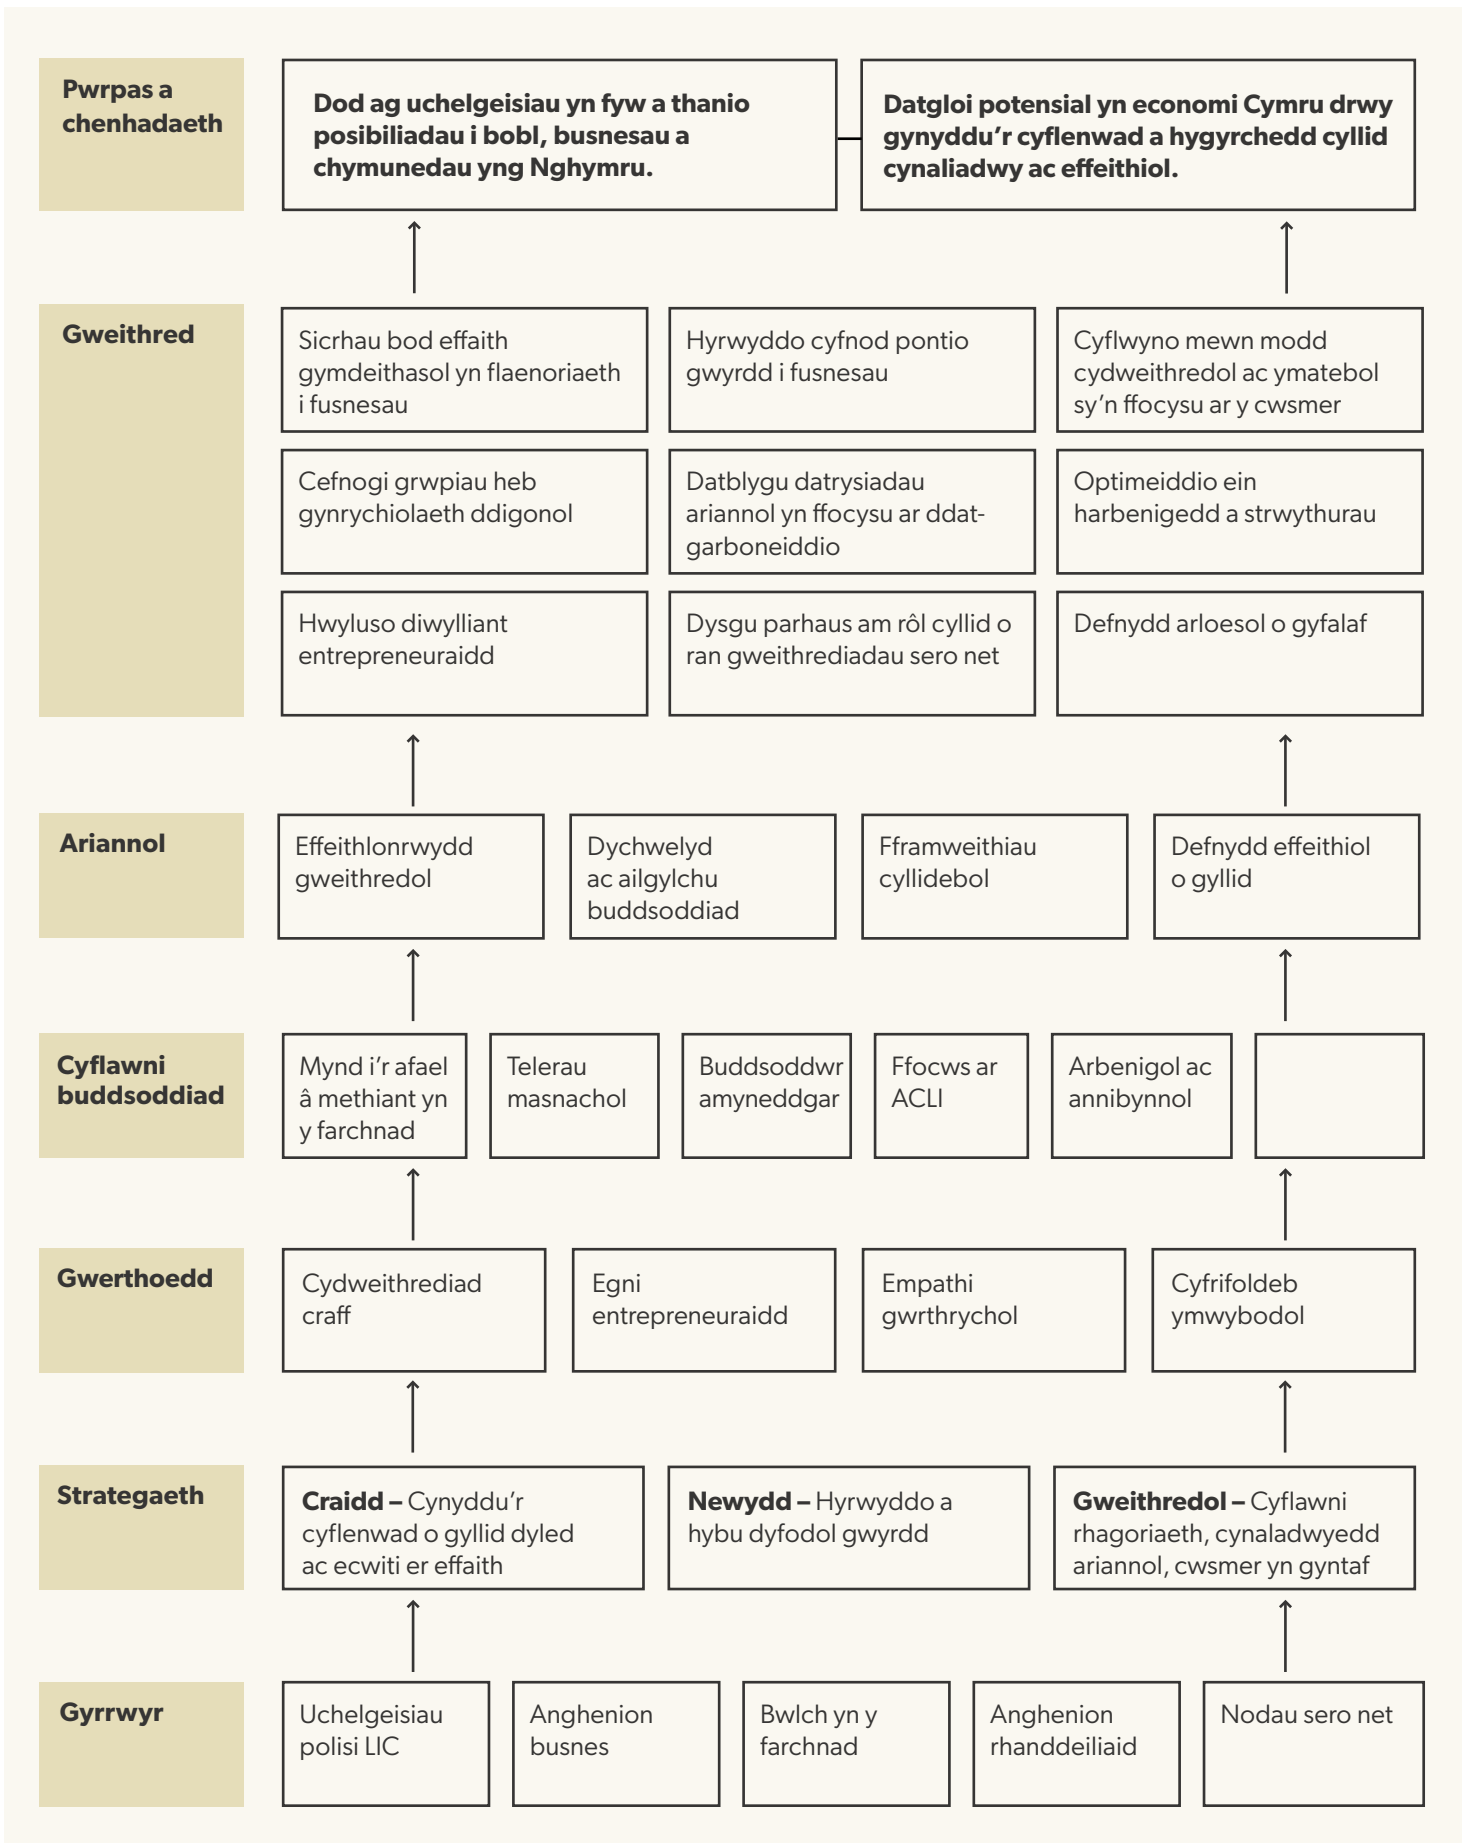 Pwrpas a
chenhadaeth
Dod ag uchelgeisiau yn fyw a thanio
posibiliadau i bobl, busnesau a
chymunedau yng Nghymru.
Datgloi potensial yn economi Cymru drwy
gynyddu'r cyflenwad a hygyrchedd cyllid
cynaliadwy ac effeithiol.
Gweithred
Sicrhau bod effaith
gymdeithasol yn flaenoriaeth
i fusnesau
Hyrwyddo cyfnod pontio
gwyrdd i fusnesau
Cyflwyno mewn modd
cydweithredol ac ymatebol
sy'n ffocysu ar y cwsmer
Cefnogi grwpiau heb
gynrychiolaeth ddigonol
Datblygu datrysiadau
ariannol yn ffocysu ar ddat-
garboneiddio
Optimeiddio ein
harbenigedd a strwythurau
Hwyluso diwylliant
entrepreneuraidd
Dysgu parhaus am rôl cyllid o
ran gweithrediadau sero net
Defnydd arloesol o gyfalaf
Ariannol
Effeithlonrwydd
gweithredol
Dychwelyd
ac ailgylchu
buddsoddiad
Fframweithiau
cyllidebol
Defnydd effeithiol
o gyllid
Cyflawni
buddsoddiad
Mynd i'r afael
â methiant yn
y farchnad
Telerau
masnachol
Buddsoddwr
amyneddgar
Ffocws ar
ACLl
Arbenigol ac
annibynnol
Gwerthoedd
Cydweithrediad
craff
Egni
entrepreneuraidd
Empathi
gwrthrychol
Cyfrifoldeb
ymwybodol
Strategaeth
Craidd – Cynyddu'r
cyflenwad o gyllid dyled
ac ecwiti er effaith
Newydd – Hyrwyddo a
hybu dyfodol gwyrdd
Gweithredol – Cyflawni
rhagoriaeth, cynaladwyedd
ariannol, cwsmer yn gyntaf
Gyrrwyr
Uchelgeisiau
polisi LlC
Anghenion
busnes
Bwlch yn y
farchnad
Anghenion
rhanddeiliaid
Nodau sero net